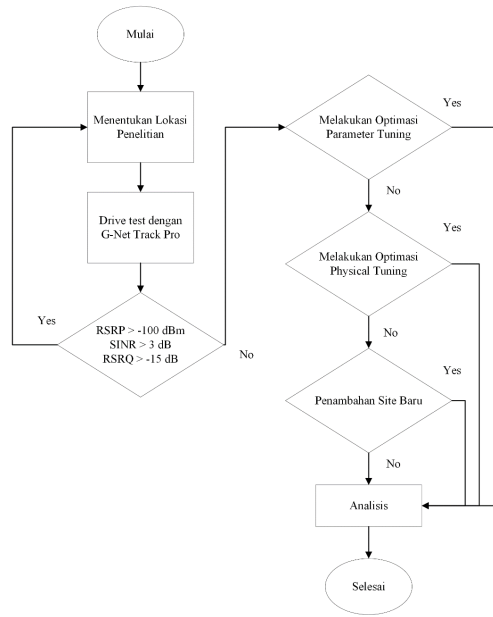 Mulai
Menentukan Lokasi
Penelitian
Drive test dengan
G-Net Track Pro
RSRP > -100 dBm
SINR > 3 dB
RSRQ > -15 dB
Yes
No
Melakukan Optimasi
Parameter Tuning
Yes
No
Melakukan Optimasi
Physical Tuning
Yes
No
Penambahan Site Baru
Yes
No
Analisis
Selesai